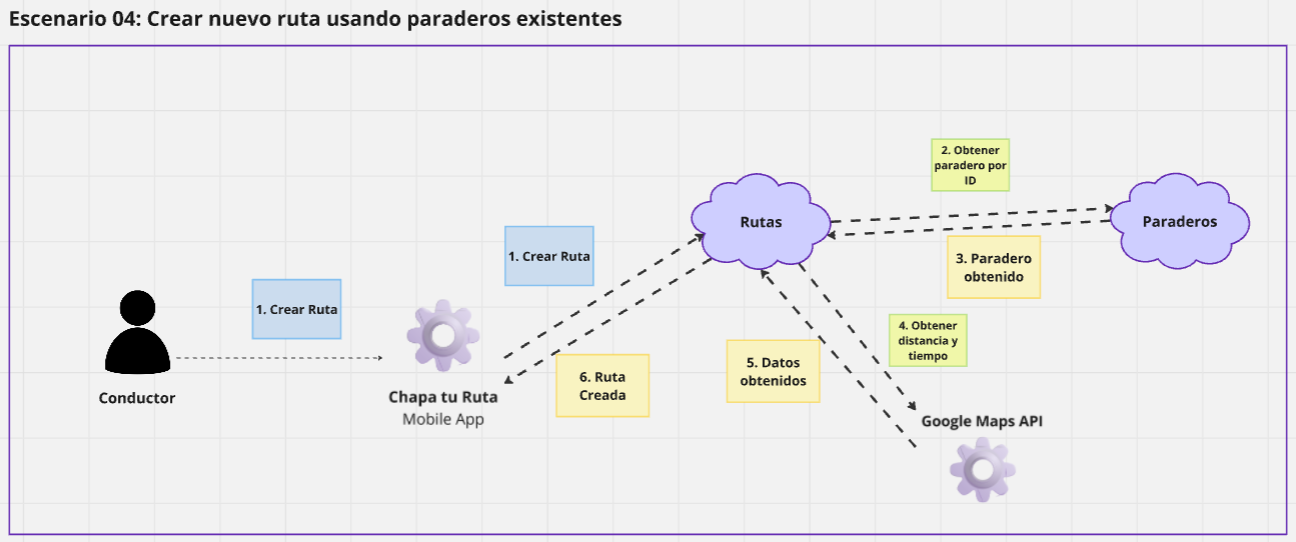 Escenario 04: Crear nuevo ruta usando paraderos existentes
2. Obtener
paradero por
ID
Rutas
Paraderos
1. Crear Ruta
3. Paradero
obtenido
1. Crear Ruta
4. Obtener
distancia y
tiempo
5. Datos
obtenidos
6. Ruta
Creada
Conductor
Chapa tu Ruta
Mobile App
Google Maps API